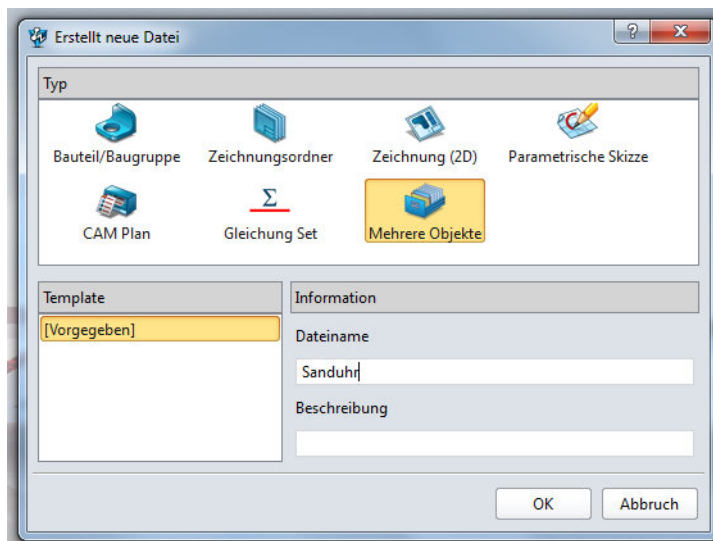 Erstellt neue Datei
Typ
Bauteil/Baugruppe Zeichnungsordner Zeichnung (2D) Parametrische Skizze
CAM Plan Gleichung Set Mehrere Objekte
Template
[Vorgegeben]
Information
Dateiname
Sanduhr
Beschreibung
OK Abbruch